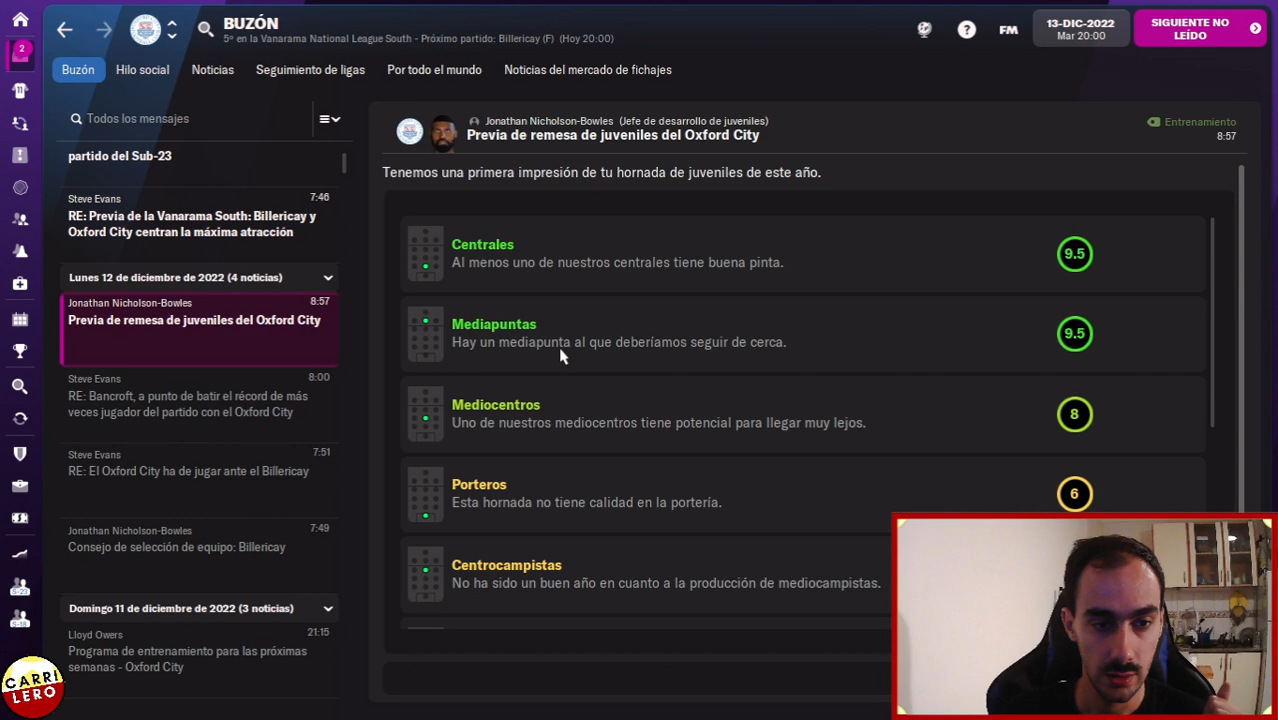 2
BUZÓN
5º en la Vanarama National League South - Próximo partido: Billericay (F) (Hoy 20:00)
FM
13-DIC-2022
Mar 20:00
SIGUIENTE NO
LEÍDO
Buzón
Hilo social
Noticias
Seguimiento de ligas
Por todo el mundo
Noticias del mercado de fichajes
Todos los mensajes
partido del Sub-23
Steve Evans
7:46
RE: Previa de la Vanarama South: Billericay y
Oxford City centran la máxima atracción
Lunes 12 de diciembre de 2022 (4 noticias)
Jonathan Nicholson-Bowles
8:57
Previa de remesa de juveniles del Oxford City
Steve Evans
8:00
RE: Bancroft, a punto de batir el récord de más
veces jugador del partido con el Oxford City
Steve Evans
7:51
RE: El Oxford City ha de jugar ante el Billericay
Jonathan Nicholson-Bowles
7:49
Consejo de selección de equipo: Billericay
Domingo 11 de diciembre de 2022 (3 noticias)
Lloyd Owers
21:15
Programa de entrenamiento para las próximas
semanas - Oxford City
Jonathan Nicholson-Bowles (Jefe de desarrollo de juveniles)
Previa de remesa de juveniles del Oxford City
Entrenamiento
8:57
Tenemos una primera impresión de tu hornada de juveniles de este año.
Centrales
Al menos uno de nuestros centrales tiene buena pinta.
9.5
Mediapuntas
Hay un mediapunta al que deberíamos seguir de cerca.
9.5
Mediocentros
Uno de nuestros mediocentros tiene potencial para llegar muy lejos.
8
Porteros
Esta hornada no tiene calidad en la portería.
6
Centrocampistas
No ha sido un buen año en cuanto a la producción de mediocampistas.
S-23
S-18
CARRI
LERO